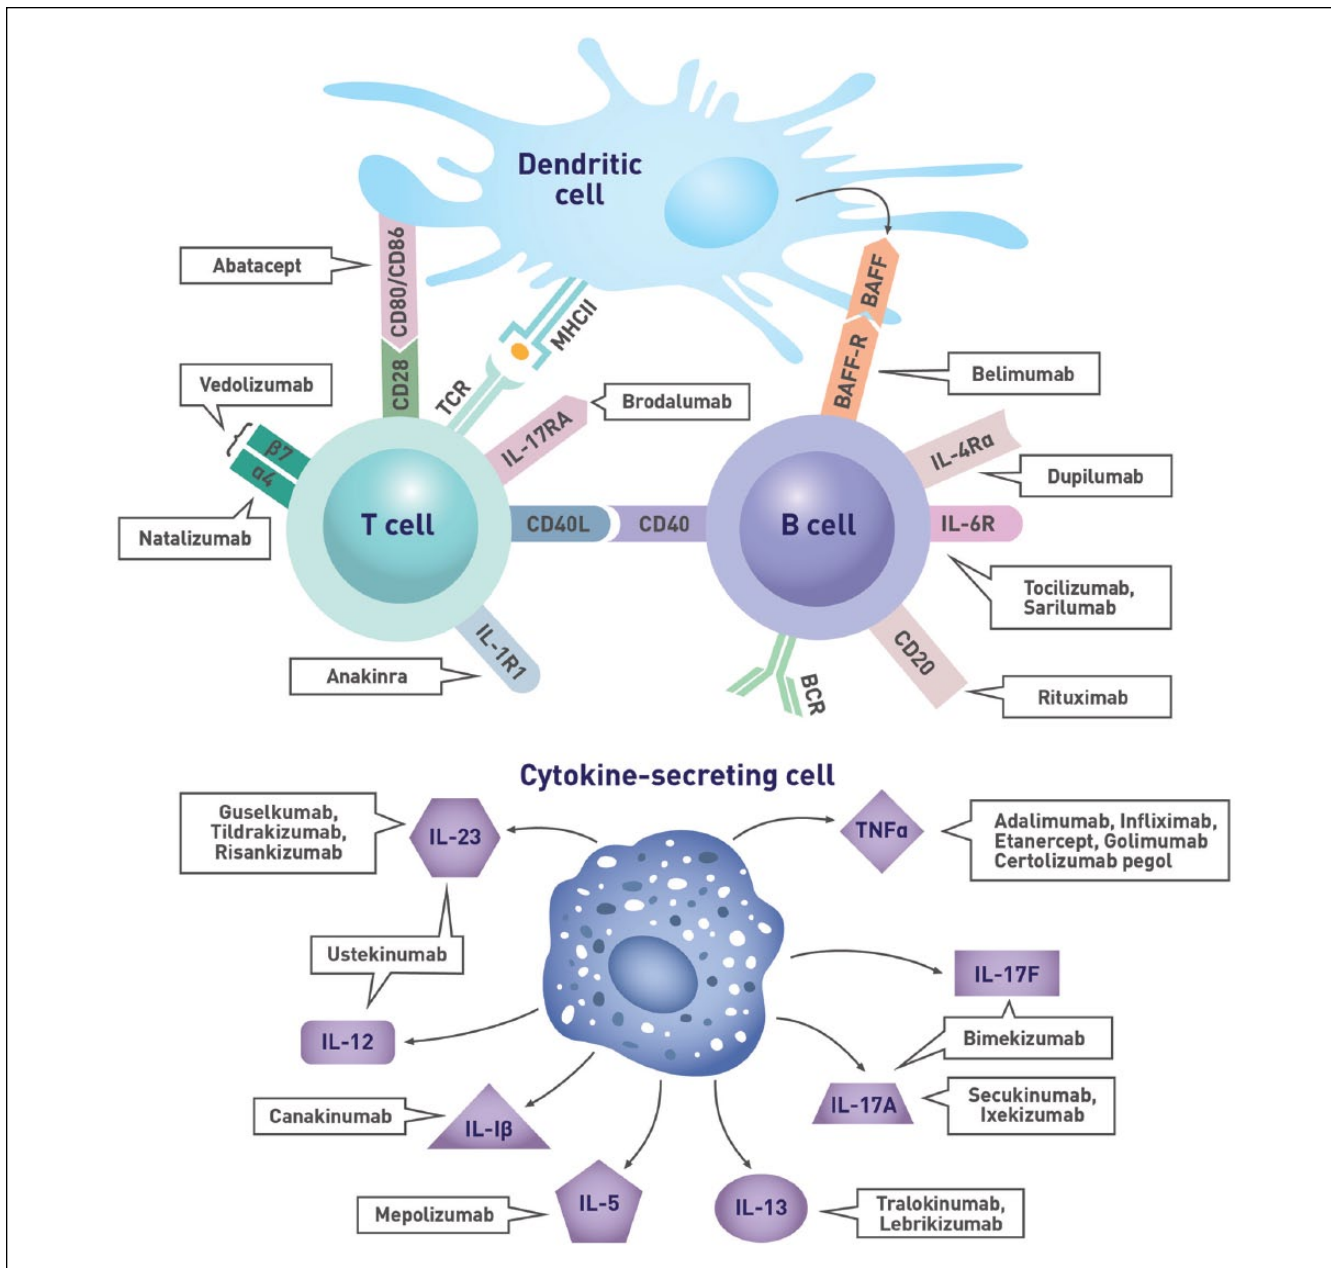 Dendritic
cell
Abatacept
CD80/CD86
CD28
MHCII
TCR
BAFF
BAFF-R
Belimumab
Vedolizumab
Brodalumab
IL-17RA
β7
α4
Natalizumab
IL-4Rα
Dupilumab
T cell
CD40L
CD40
B cell
IL-6R
Tocilizumab,
Sarilumab
IL-1R1
Anakinra
CD20
BCR
Rituximab
Cytokine-secreting cell
Guselkumab,
Tildrakizumab,
Risankizumab
IL-23
TNFα
Adalimumab, Infliximab,
Etanercept, Golimumab
Certolizumab pegol
Ustekinumab
IL-17F
IL-12
Bimekizumab
Canakinumab
IL-Iβ
IL-17A
Secukinumab,
Ixekizumab
Mepolizumab
IL-5
IL-13
Tralokinumab,
Lebrikizumab